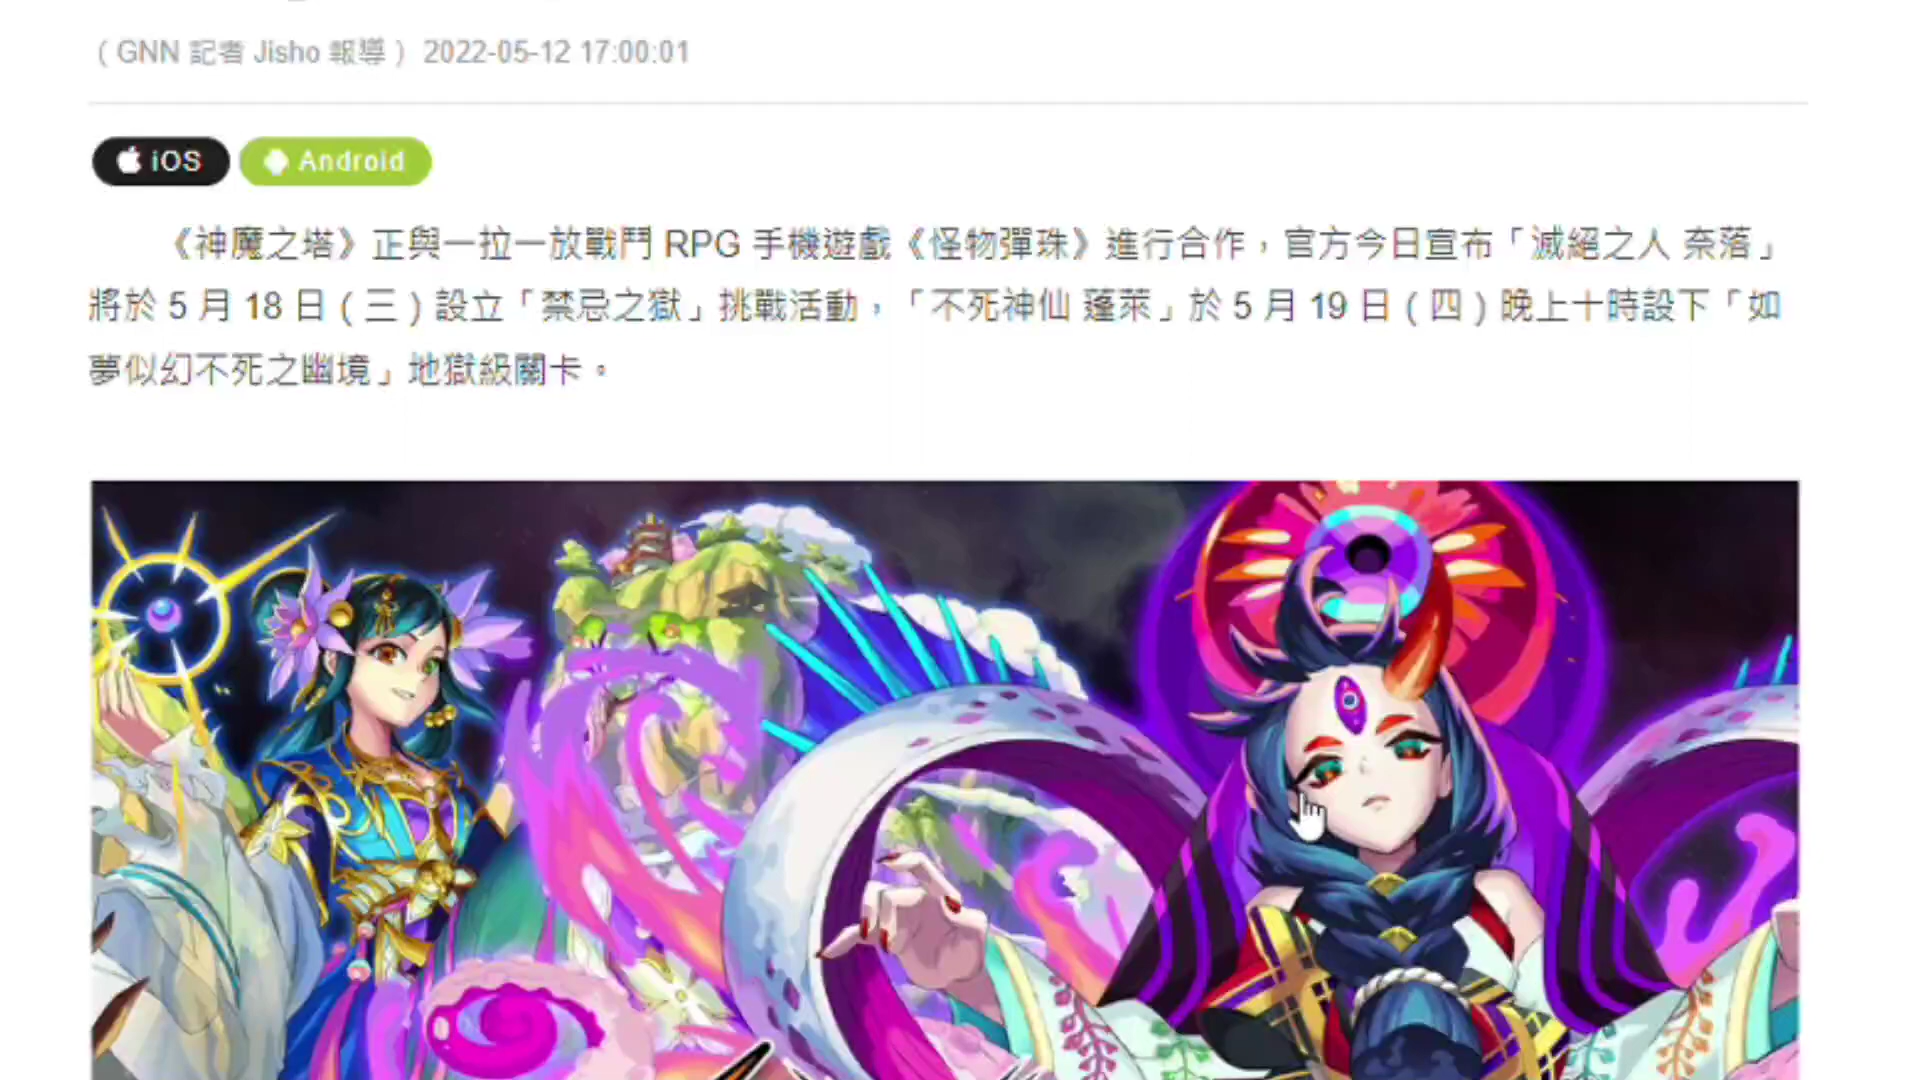 （ GNN 記者 Jisho 報導 ） 2022-05-12 17:00:01
iOS Android
《神魔之塔》正與一拉一放戰鬥 RPG 手機遊戲《怪物彈珠》進行合作，官方今日宣布「滅絕之人 奈落」
將於 5 月 18 日（三）設立「禁忌之獄」挑戰活動，「不死神仙 蓬萊」於 5 月 19 日（四）晚上十時設下「如
夢似幻不死之幽境」地獄級關卡。